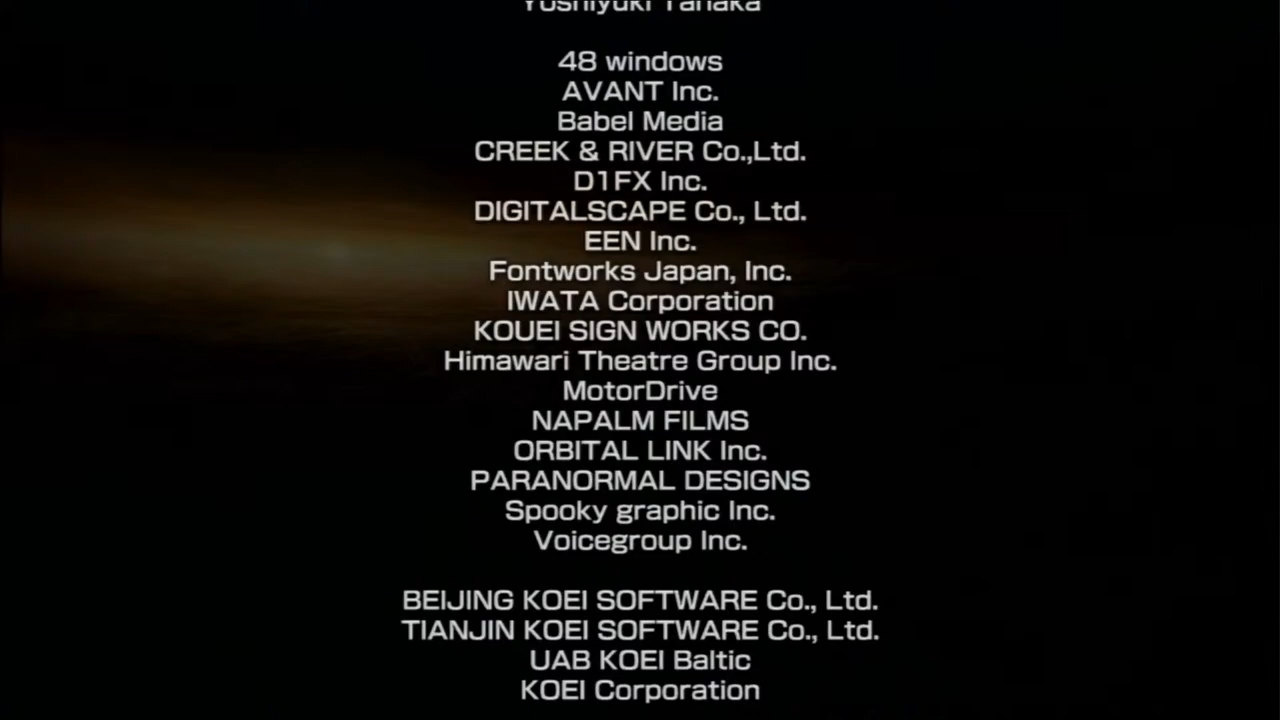 Yoshiyuki Tanaka
48 windows
AVANT Inc.
Babel Media
CREEK & RIVER Co.,Ltd.
D1FX Inc.
DIGITALSCAPE Co., Ltd.
EEN Inc.
Fontworks Japan, Inc.
IWATA Corporation
KOUEI SIGN WORKS CO.
Himawari Theatre Group Inc.
MotorDrive
NAPALM FILMS
ORBITAL LINK Inc.
PARANORMAL DESIGNS
Spooky graphic Inc.
Voicegroup Inc.
BEIJING KOEI SOFTWARE Co., Ltd.
TIANJIN KOEI SOFTWARE Co., Ltd.
UAB KOEI Baltic
KOEI Corporation